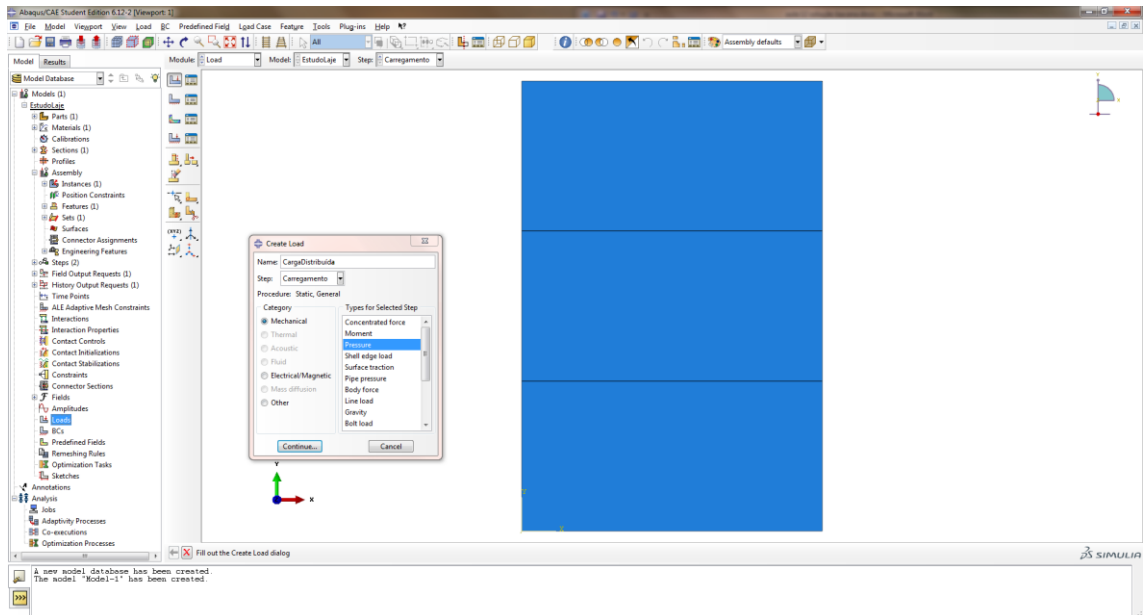 Abaqus/CAE Student Edition 6.12-2 [Viewport: 1]
File Model Viewport View Load BC Predefined Field Load Case Feature Tools Plug-ins Help
All
Assembly defaults
Model Results
Module: Load Model: EstudoLaje Step: Carregamento
Model Database
Models (1)
EstudoLaje
Parts (1)
Materials (1)
Calibrations
Sections (1)
Profiles
Assembly
Instances (1)
Position Constraints
Features (1)
Sets (1)
Surfaces
Connector Assignments
Engineering Features
Steps (2)
Field Output Requests (1)
History Output Requests (1)
Time Points
ALE Adaptive Mesh Constraints
Interactions
Interaction Properties
Contact Controls
Contact Initializations
Contact Stabilizations
Constraints
Connector Sections
Fields
Amplitudes
Loads
BCs
Predefined Fields
Remeshing Rules
Optimization Tasks
Sketches
Annotations
Analysis
Jobs
Adaptivity Processes
Co-executions
Optimization Processes
(XYZ)
Create Load
Name: CargaDistribuída
Step: Carregamento
Procedure: Static, General
Category
Mechanical
Thermal
Acoustic
Fluid
Electrical/Magnetic
Mass diffusion
Other
Types for Selected Step
Concentrated force
Moment
Pressure
Shell edge load
Surface traction
Pipe pressure
Body force
Line load
Gravity
Bolt load
Continue... Cancel
Y
X
Y
X
Fill out the Create Load dialog
SIMULIA
A new model database has been created.
The model "Model-1" has been created.
>>>